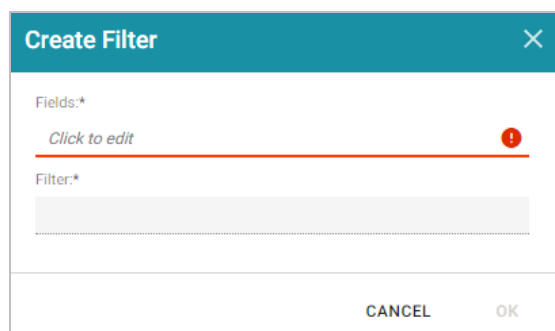 Create Filter
Fields:*
Click to edit
Filter:*
CANCEL OK